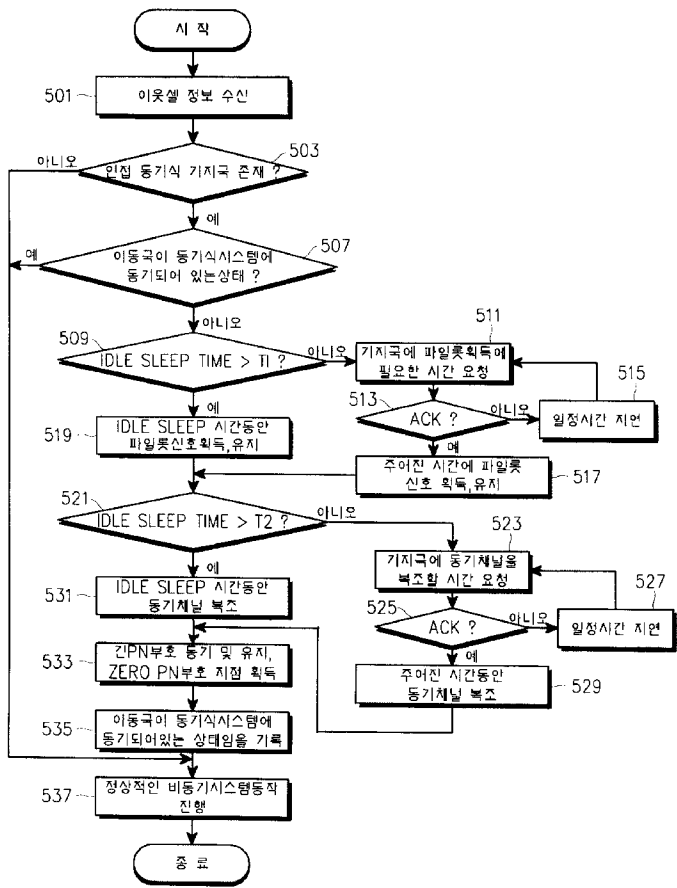 시 작
501
이웃셀 정보 수신
503
아니오
인접 동기식 기지국 존재 ?
예
507
예
이동국이 동기식시스템에
동기되어 있는상태 ?
아니오
509
IDLE SLEEP TIME > T1 ?
아니오
511
기지국에 파일롯획득에
필요한 시간 요청
513
ACK ?
아니오
515
일정시간 지연
예
예
519
IDLE SLEEP 시간동안
파일롯신호획득,유지
주어진 시간에 파일롯
신호 획득,유지
517
521
IDLE SLEEP TIME > T2 ?
아니오
523
기지국에 동기채널을
복조할 시간 요청
예
531
IDLE SLEEP 시간동안
동기채널 복조
525
ACK ?
아니오
527
일정시간 지연
예
533
긴PN부호 동기 및 유지,
ZERO PN부호 지점 획득
주어진 시간동안
동기채널 복조
529
535
이동국이 동기식시스템에
동기되어있는 상태임을 기록
537
정상적인 비동기시스템동작
진행
종료